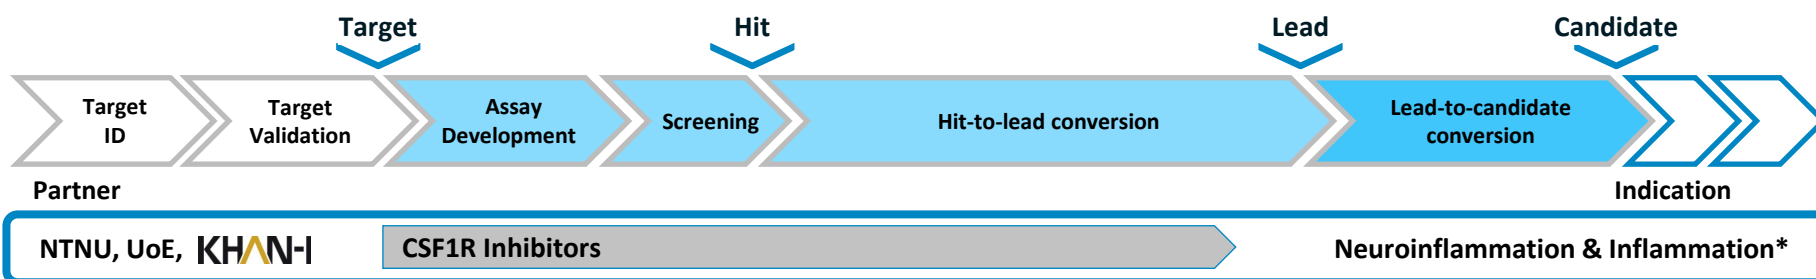 Target Hit Lead Candidate
Target
ID
Target
Validation
Assay
Development
Screening
Hit-to-lead conversion
Lead-to-candidate
conversion
Partner Indication
NTNU, UoE, KHAN-I CSF1R Inhibitors Neuroinflammation & Inflammation*